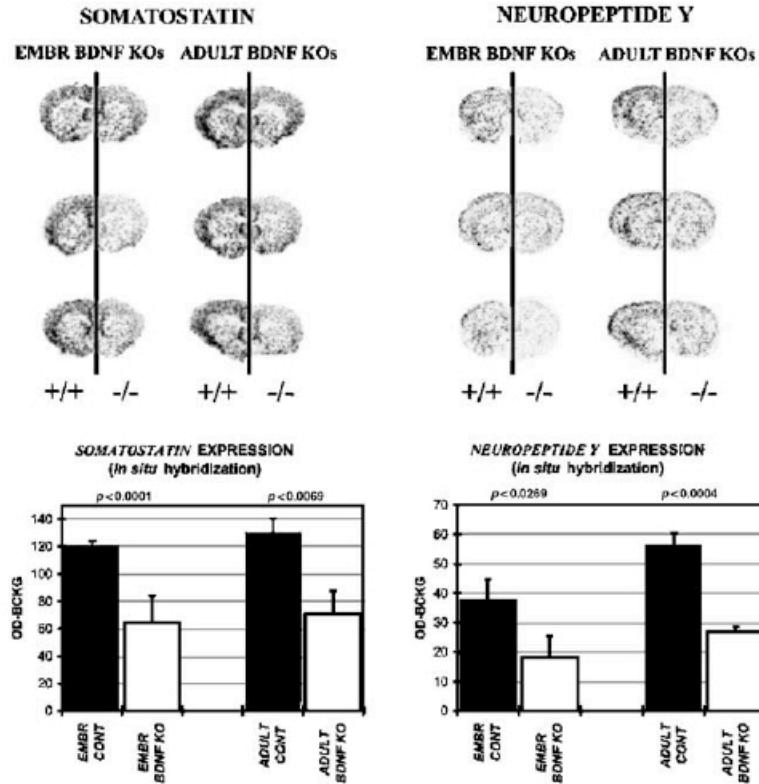 SOMATOSTATIN
EMBR BDNF KOs ADULT BDNF KOs
+/+ -/- +/+ -/-
NEUROPEPTIDE Y
EMBR BDNF KOs ADULT BDNF KOs
+/+ -/- +/+ -/-
SOMATOSTATIN EXPRESSION
(in situ hybridization)
p<0.0001 p<0.0069
140
120
100
80
60
40
20
0
OD-BCKG
EMBR
CONT
EMBR
BDNF KO
ADULT
CONT
ADULT
BDNF KO
NEUROPEPTIDE Y EXPRESSION
(in situ hybridization)
p<0.0269 p<0.0004
70
60
50
40
30
20
10
0
OD-BCKG
EMBR
CONT
EMBR
BDNF KO
ADULT
CONT
ADULT
BDNF KO